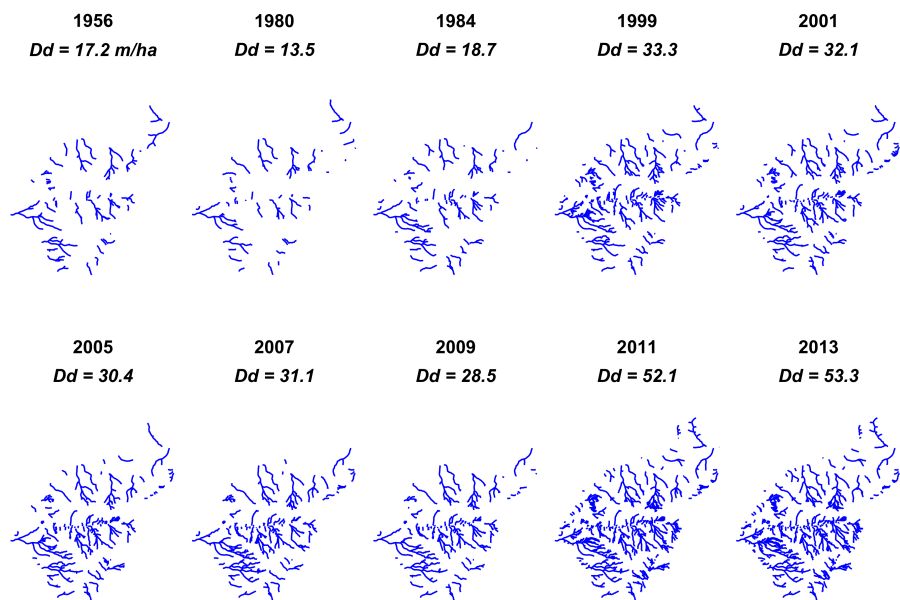 1956 1980 1984 1999 2001
Dd = 17.2 m/ha Dd = 13.5 Dd = 18.7 Dd = 33.3 Dd = 32.1
2005 2007 2009 2011 2013
Dd = 30.4 Dd = 31.1 Dd = 28.5 Dd = 52.1 Dd = 53.3